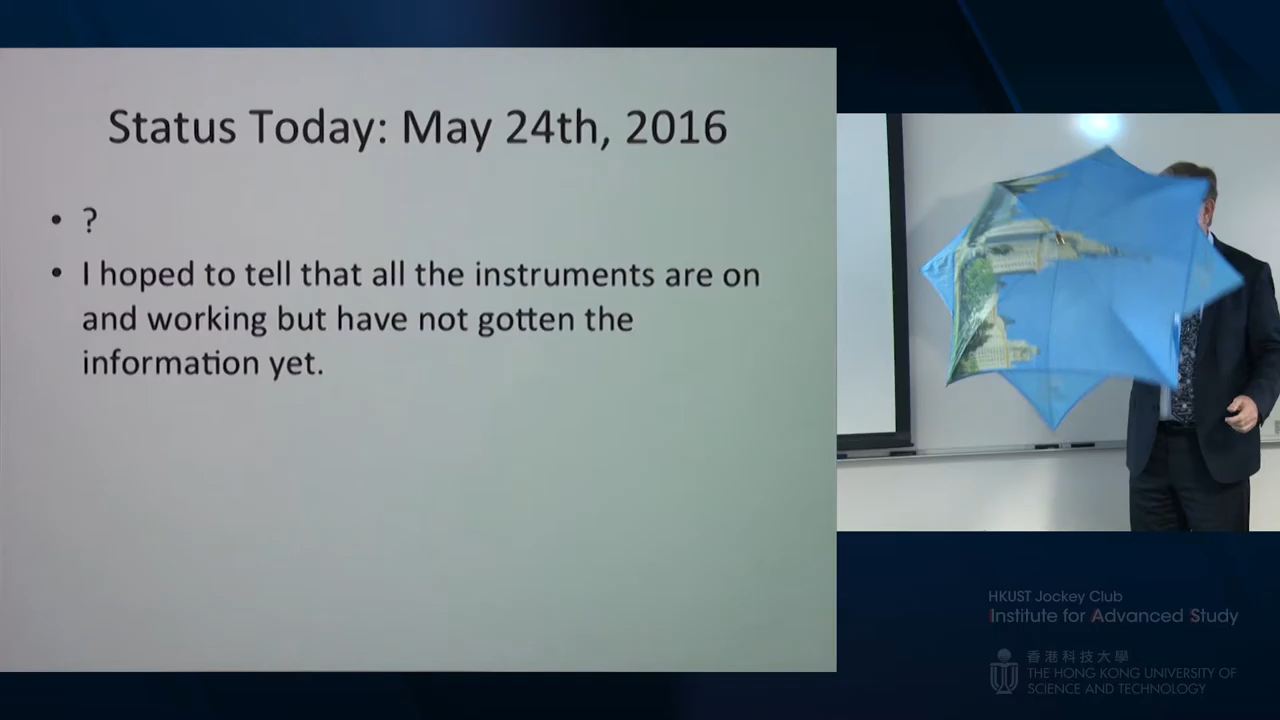 Status Today: May 24th, 2016
• ?
• I hoped to tell that all the instruments are on
and working but have not gotten the
information yet.
HKUST Jockey Club
Institute for Advanced Study
香港科技大學
THE HONG KONG UNIVERSITY OF
SCIENCE AND TECHNOLOGY